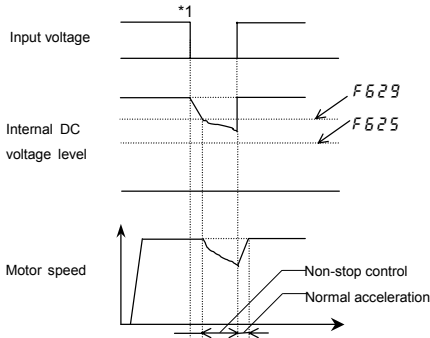 *1
Input voltage
F629
F625
Internal DC
voltage level
Motor speed
Non-stop control
Normal acceleration